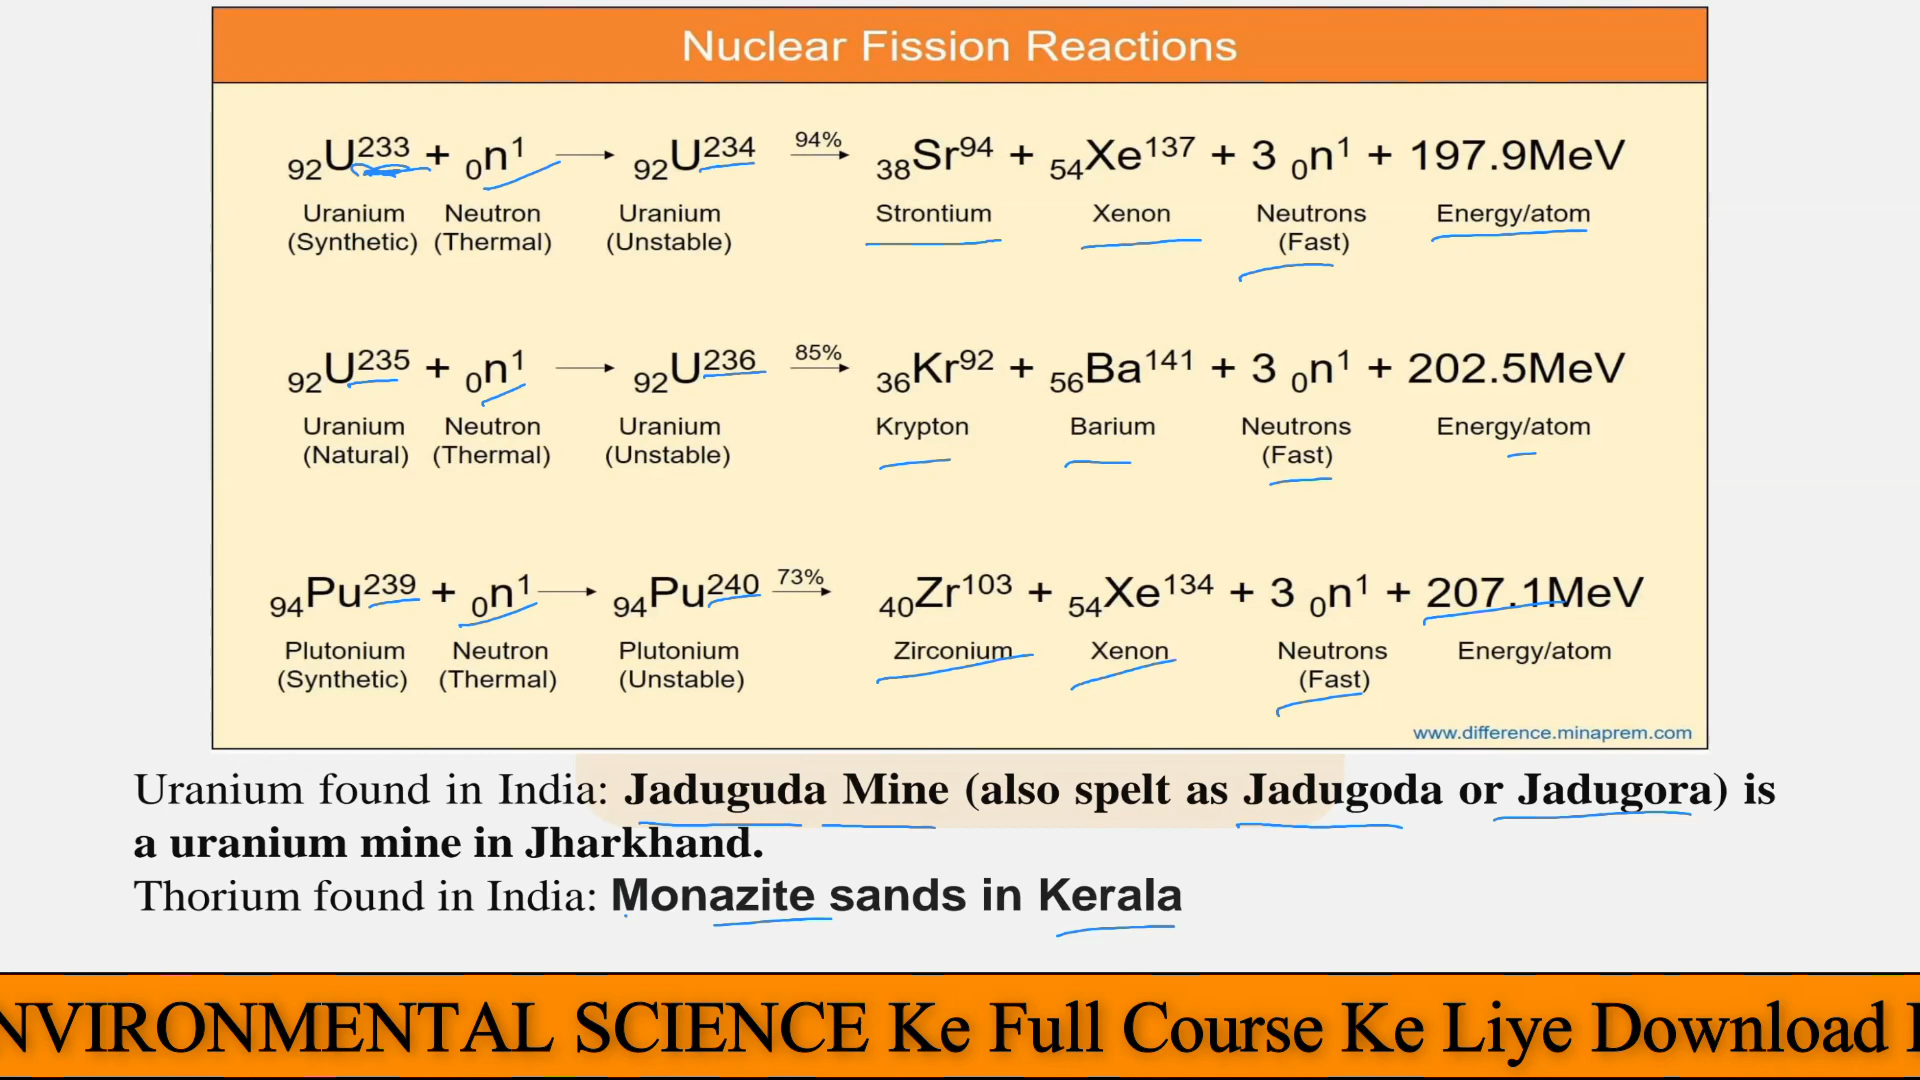 Nuclear Fission Reactions
₉₂U²³³ + ₀n¹ → ₉₂U²³⁴ 94%→ ₃₈Sr⁹⁴ + ₅₄Xe¹³⁷ + 3 ₀n¹ + 197.9MeV
Uranium Neutron Uranium Strontium Xenon Neutrons Energy/atom
(Synthetic) (Thermal) (Unstable) (Fast)
₉₂U²³⁵ + ₀n¹ → ₉₂U²³⁶ 85%→ ₃₆Kr⁹² + ₅₆Ba¹⁴¹ + 3 ₀n¹ + 202.5MeV
Uranium Neutron Uranium Krypton Barium Neutrons Energy/atom
(Natural) (Thermal) (Unstable) (Fast)
₉₄Pu²³⁹ + ₀n¹ → ₉₄Pu²⁴⁰ 73%→ ₄₀Zr¹⁰³ + ₅₄Xe¹³⁴ + 3 ₀n¹ + 207.1MeV
Plutonium Neutron Plutonium Zirconium Xenon Neutrons Energy/atom
(Synthetic) (Thermal) (Unstable) (Fast)
www.difference.minaprem.com
Uranium found in India: Jaduguda Mine (also spelt as Jadugoda or Jadugora) is
a uranium mine in Jharkhand.
Thorium found in India: Monazite sands in Kerala
NVIRONMENTAL SCIENCE Ke Full Course Ke Liye Download